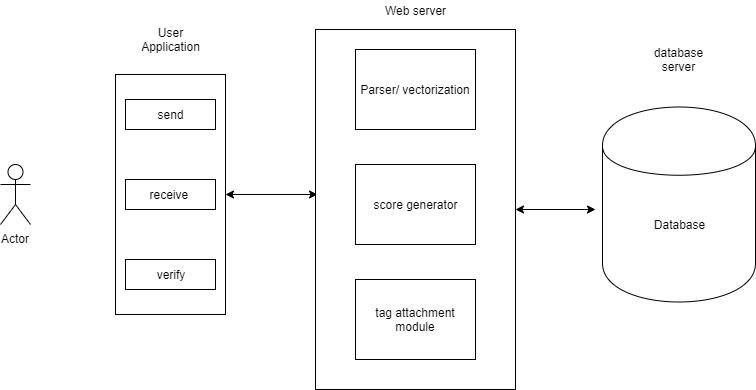 Web server
User
Application
database
server
send
receive
verify
Parser/ vectorization
score generator
tag attachment
module
Database
Actor